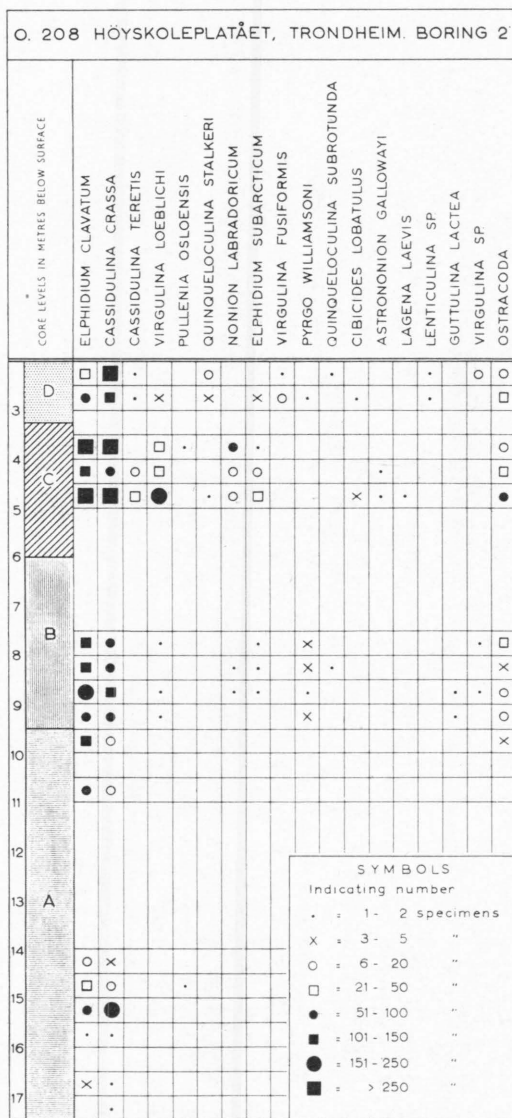 O. 208 HÖYSKOLEPLATÅET, TRONDHEIM. BORING 2
CORE LEVELS IN METRES BELOW SURFACE
ELPHIDIUM CLAVATUM
CASSIDULINA CRASSA
CASSIDULINA TERETIS
VIRGULINA LOEBLICHI
PULLENIA OSLOENSIS
QUINQUELOCULINA STALKERI
NONION LABRADORICUM
ELPHIDIUM SUBARCTICUM
VIRGULINA FUSIFORMIS
PYRGO WILLIAMSONI
QUINQUELOCULINA SUBROTUNDA
CIBICIDES LOBATULUS
ASTRONONION GALLOWAYI
LAGENA LAEVIS
LENTICULINA SP.
GUTTULINA LACTEA
VIRGULINA SP.
OSTRACODA
D
3
4
C
5
6
7
B
8
9
10
11
12
A
13
14
15
16
17
SYMBOLS
Indicating number
· = 1 - 2 specimens
× = 3 - 5 "
○ = 6 - 20 "
□ = 21 - 50 "
● = 51 - 100 "
■ = 101 - 150 "
● = 151 - 250 "
■ = > 250 "